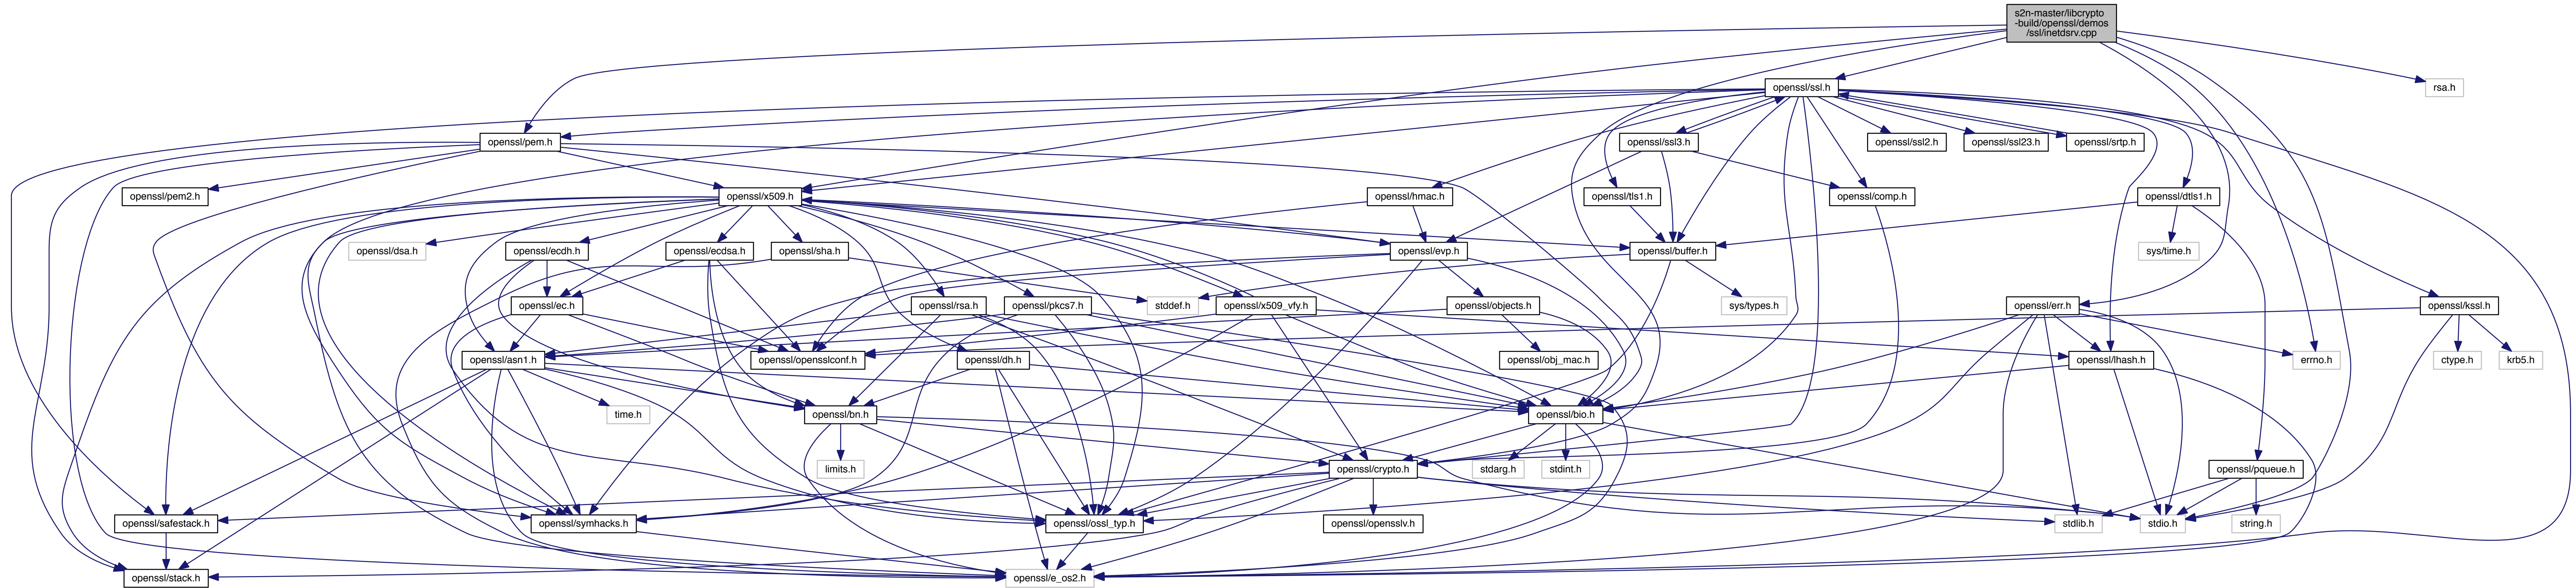 s2n-master/libcrypto
-build/openssl/demos
/ssl/inetdsrv.cpp
openssl/ssl.h
rsa.h
openssl/pem.h
openssl/ssl3.h
openssl/ssl2.h
openssl/ssl23.h
openssl/srtp.h
openssl/pem2.h
openssl/x509.h
openssl/hmac.h
openssl/tls1.h
openssl/comp.h
openssl/dtls1.h
openssl/dsa.h
openssl/ecdh.h
openssl/ecdsa.h
openssl/sha.h
openssl/evp.h
openssl/buffer.h
sys/time.h
openssl/ec.h
openssl/rsa.h
openssl/pkcs7.h
stddef.h
openssl/x509_vfy.h
openssl/objects.h
sys/types.h
openssl/err.h
openssl/kssl.h
openssl/asn1.h
openssl/opensslconf.h
openssl/dh.h
openssl/obj_mac.h
openssl/lhash.h
errno.h
ctype.h
krb5.h
time.h
openssl/bn.h
openssl/bio.h
limits.h
openssl/crypto.h
stdarg.h
stdint.h
openssl/pqueue.h
openssl/safestack.h
openssl/symhacks.h
openssl/ossl_typ.h
openssl/opensslv.h
stdlib.h
stdio.h
string.h
openssl/stack.h
openssl/e_os2.h